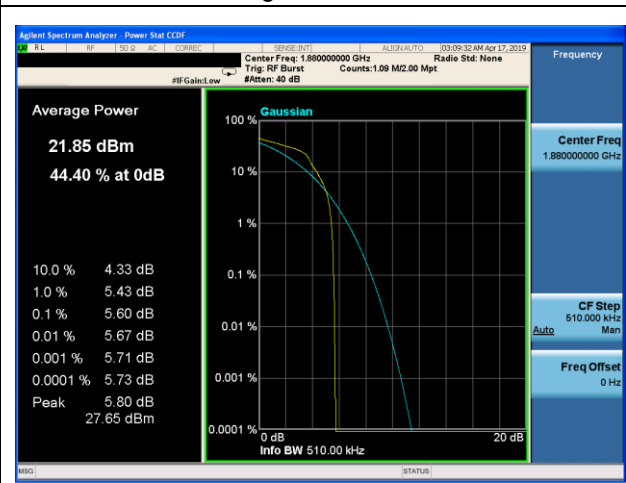 Agilent Spectrum Analyzer - Power Stat CCDF
RL RF 50 Ω AC CORREC SENSE:INT ALIGN AUTO 03:09:32 AM Apr 17, 2019
Center Freq: 1.880000000 GHz Radio Std: None
Trig: RF Burst Counts:1.09 M/2.00 Mpt
#IFGain:Low #Atten: 40 dB
Frequency
Average Power
21.85 dBm
44.40 % at 0dB
10.0 % 4.33 dB
1.0 % 5.43 dB
0.1 % 5.60 dB
0.01 % 5.67 dB
0.001 % 5.71 dB
0.0001 % 5.73 dB
Peak 5.80 dB
27.65 dBm
Gaussian
100 %
10 %
1 %
0.1 %
0.01 %
0.001 %
0.0001 %
0 dB 20 dB
Info BW 510.00 kHz
Center Freq
1.880000000 GHz
CF Step
510.000 kHz
Auto Man
Freq Offset
0 Hz
MSG STATUS